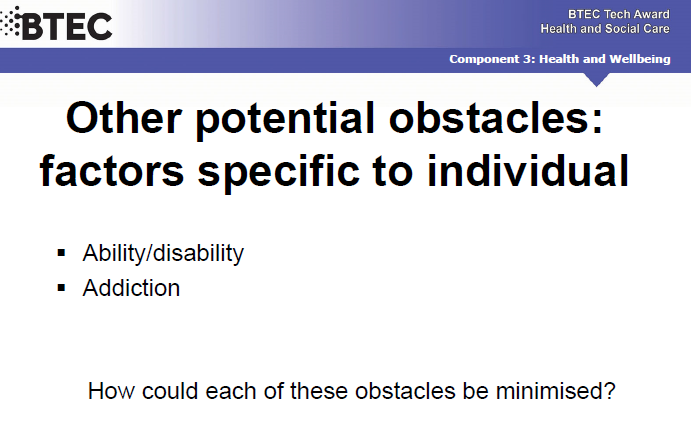 BTEC
BTEC Tech Award
Health and Social Care
Component 3: Health and Wellbeing
Other potential obstacles:
factors specific to individual
▪ Ability/disability
▪ Addiction
How could each of these obstacles be minimised?